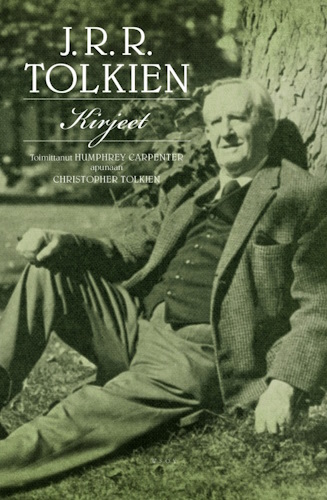 J. R. R.
TOLKIEN
Kirjeet
Toimittanut HUMPHREY CARPENTER
apunaan
CHRISTOPHER TOLKIEN